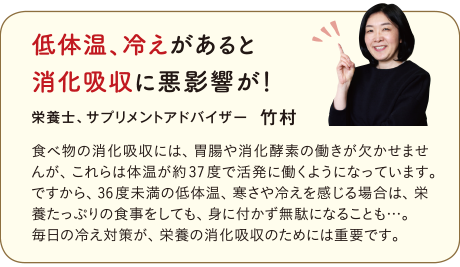 低体温、冷えがあると
消化吸収に悪影響が！
栄養士、サプリメントアドバイザー 竹村
食べ物の消化吸収には、胃腸や消化酵素の働きが欠かせませ
んが、これらは体温が約37度で活発に働くようになっています。
ですから、36度未満の低体温、寒さや冷えを感じる場合は、栄
養たっぷりの食事をしても、身に付かず無駄になることも…。
毎日の冷え対策が、栄養の消化吸収のためには重要です。